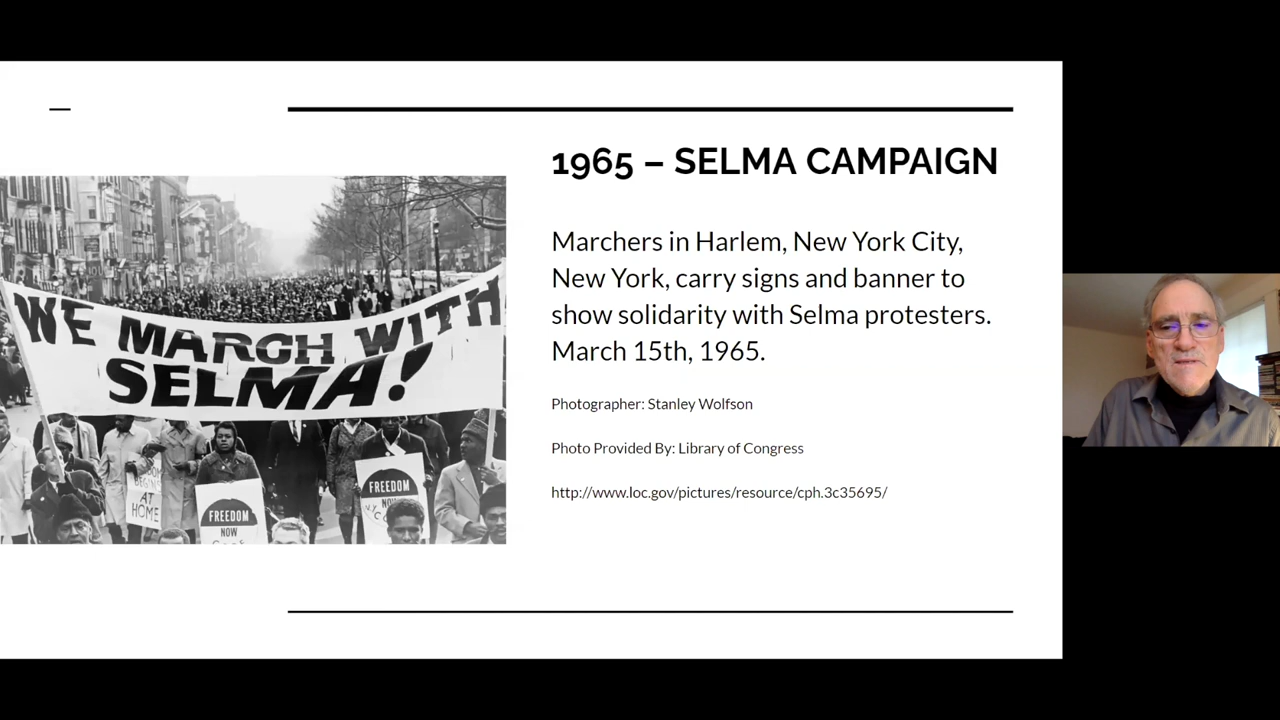 1965 – SELMA CAMPAIGN
Marchers in Harlem, New York City,
New York, carry signs and banner to
show solidarity with Selma protesters.
March 15th, 1965.
Photographer: Stanley Wolfson
Photo Provided By: Library of Congress
http://www.loc.gov/pictures/resource/cph.3c35695/
WE MARCH WITH
SELMA!
AT
HOME
FREEDOM
NOW
CORE
FREEDOM
NOW